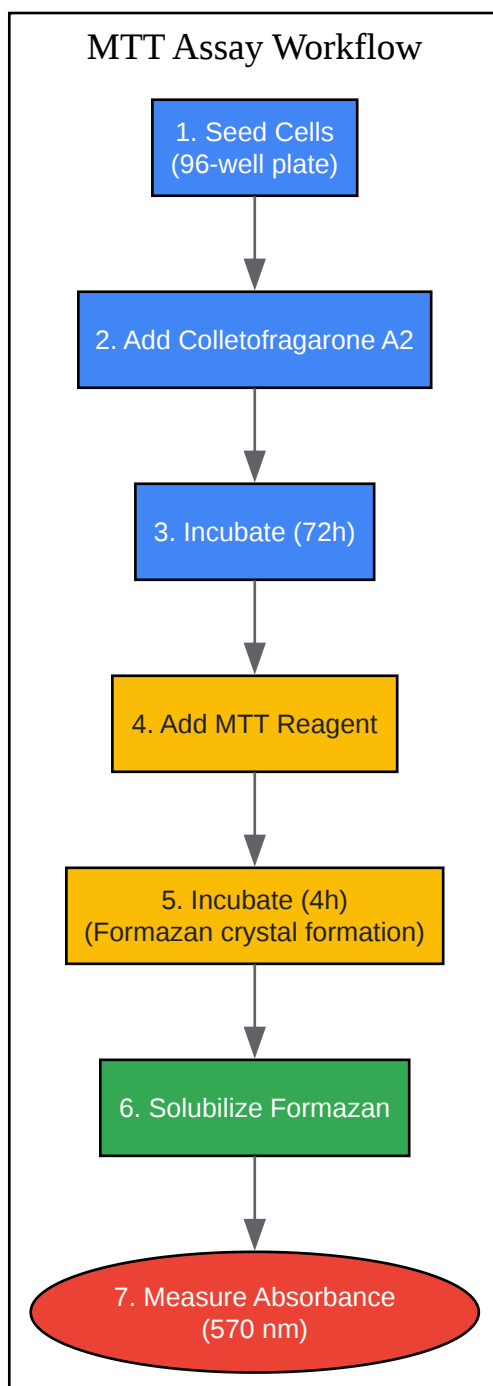 MTT Assay Workflow
1. Seed Cells
(96-well plate)
2. Add Colletofragarone A2
3. Incubate (72h)
4. Add MTT Reagent
5. Incubate (4h)
(Formazan crystal formation)
6. Solubilize Formazan
7. Measure Absorbance
(570 nm)